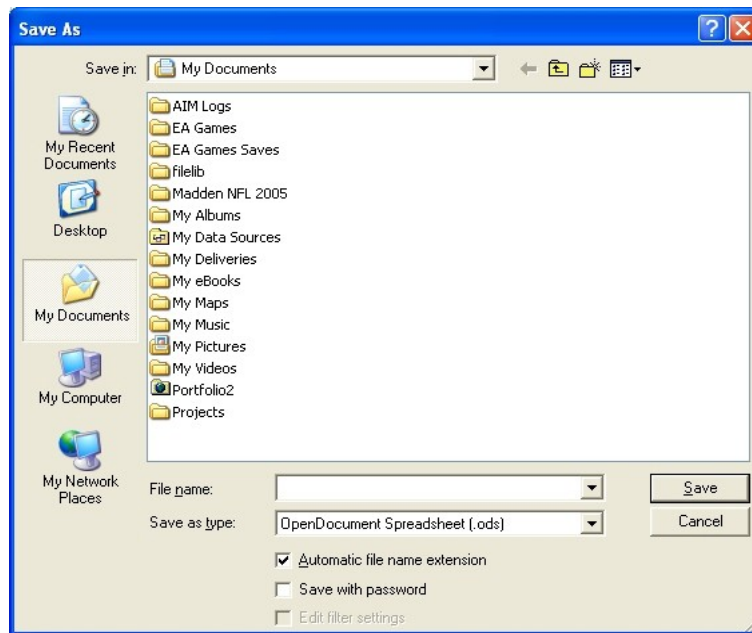 Save As
Save in: My Documents
AIM Logs
EA Games
EA Games Saves
filelib
Madden NFL 2005
My Albums
My Data Sources
My Deliveries
My eBooks
My Maps
My Music
My Pictures
My Videos
Portfolio2
Projects
My Recent
Documents
Desktop
My Documents
My Computer
My Network
Places
File name:
Save
Save as type: OpenDocument Spreadsheet (.ods)
Cancel
Automatic file name extension
Save with password
Edit filter settings